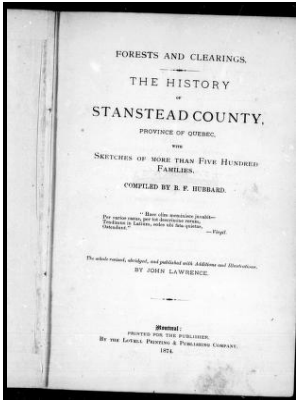 FORESTS AND CLEARINGS.
THE HISTORY
OF
STANSTEAD COUNTY,
PROVINCE OF QUEBEC,
WITH
SKETCHES OF MORE THAN FIVE HUNDRED
FAMILIES.
COMPILED BY B. F. HUBBARD.
" Haec olim meminisse juvabit—
Per varios casus, per tot discrimina rerum,
Tendimus in Latium, sedes ubi fata quietas,
Ostendunt."
—Virgil.
The whole revised, abridged, and published with Additions and Illustrations.
BY JOHN LAWRENCE.
Montreal:
PRINTED FOR THE PUBLISHER,
BY THE LOVELL PRINTING & PUBLISHING COMPANY.
1874.